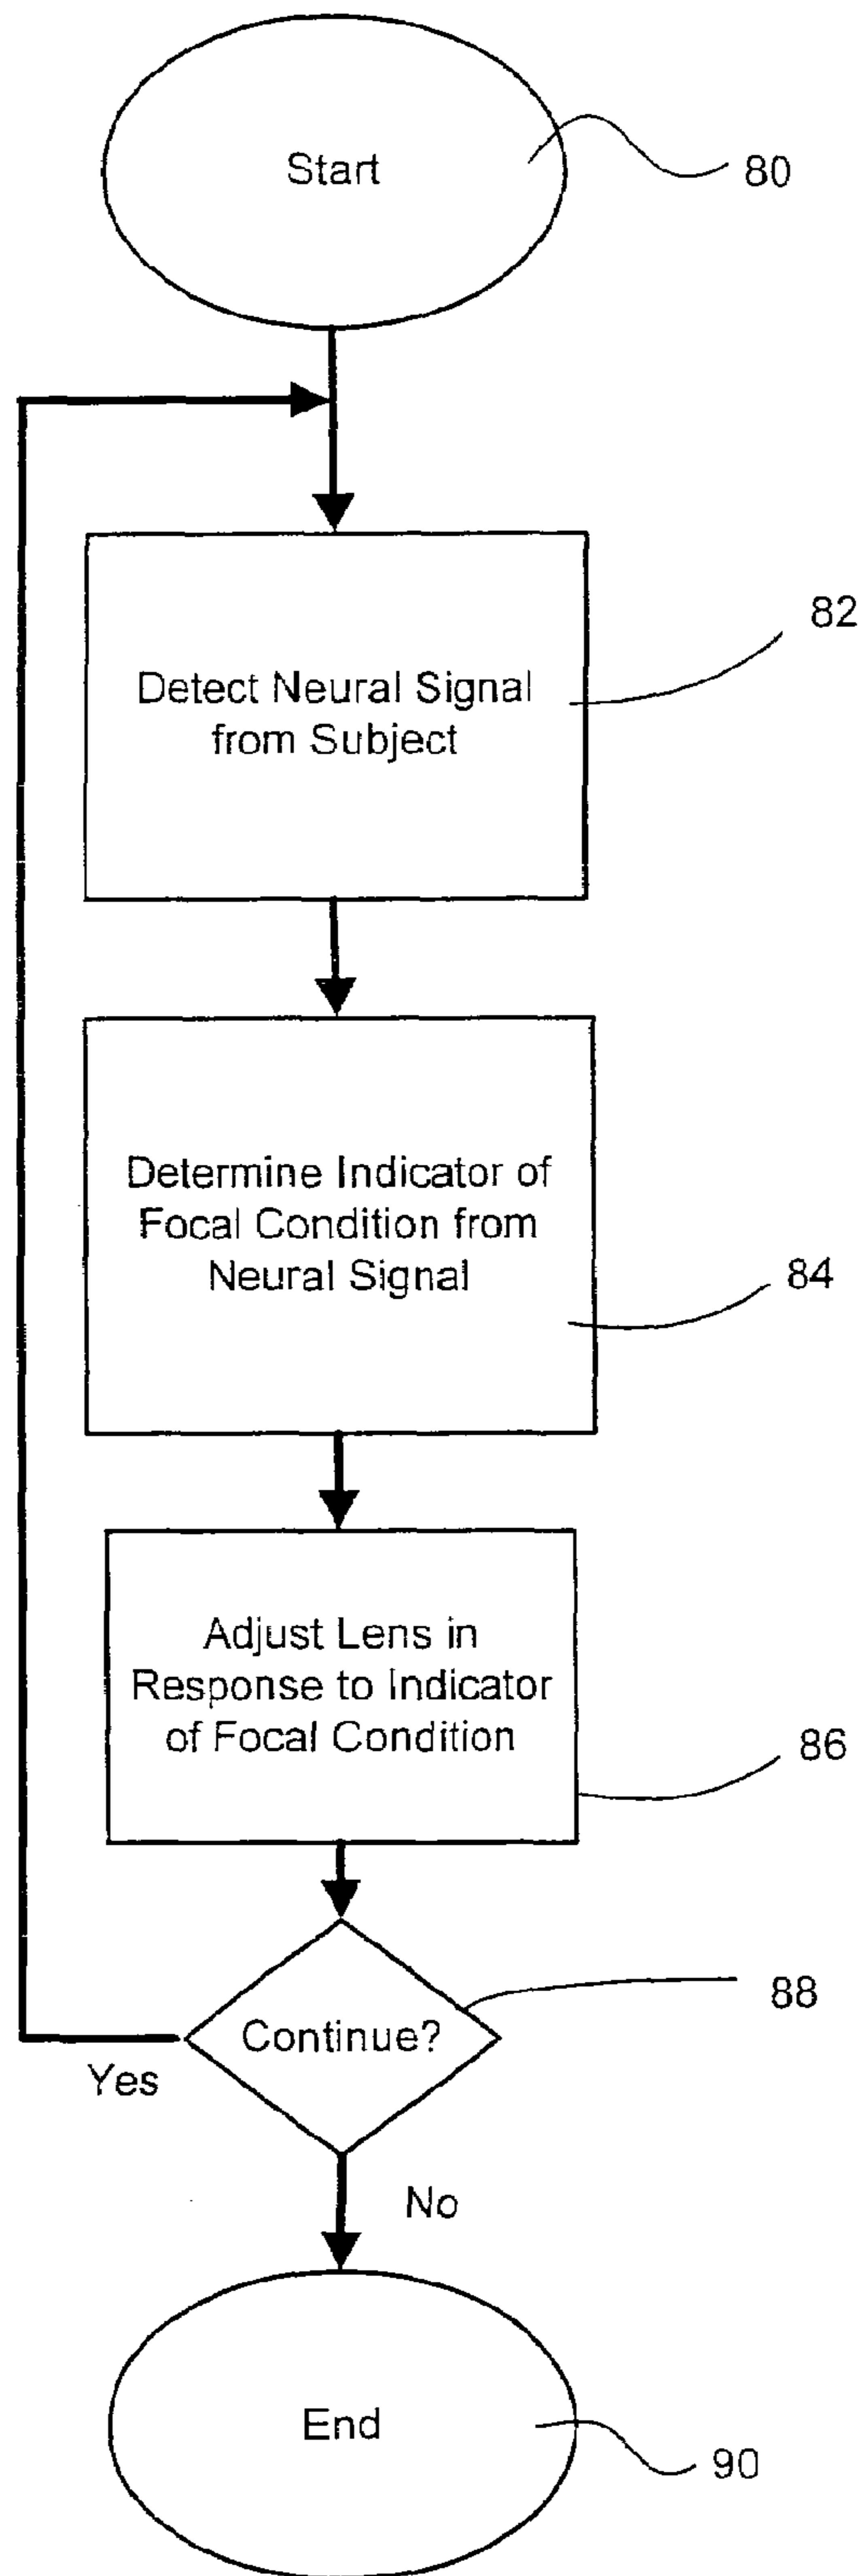 Start
80
Detect Neural Signal
from Subject
82
Determine Indicator of
Focal Condition from
Neural Signal
84
Adjust Lens in
Response to Indicator
of Focal Condition
86
Continue?
88
Yes
No
End
90